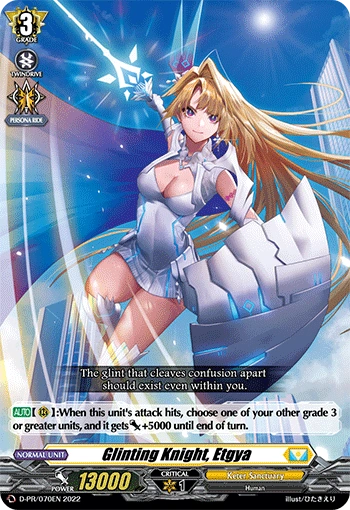 3
GRADE
TWINDRIVE
PERSONA RIDE
The glint that cleaves confusion apart
should exist even within you.
AUTO【 】:When this unit's attack hits, choose one of your other grade 3
or greater units, and it gets +5000 until end of turn.
NORMAL UNIT
Glinting Knight, Etgya
POWER 13000 CRITICAL 1 Keter Sanctuary
Human
D-PR/070EN 2022 illust/ひたきえり